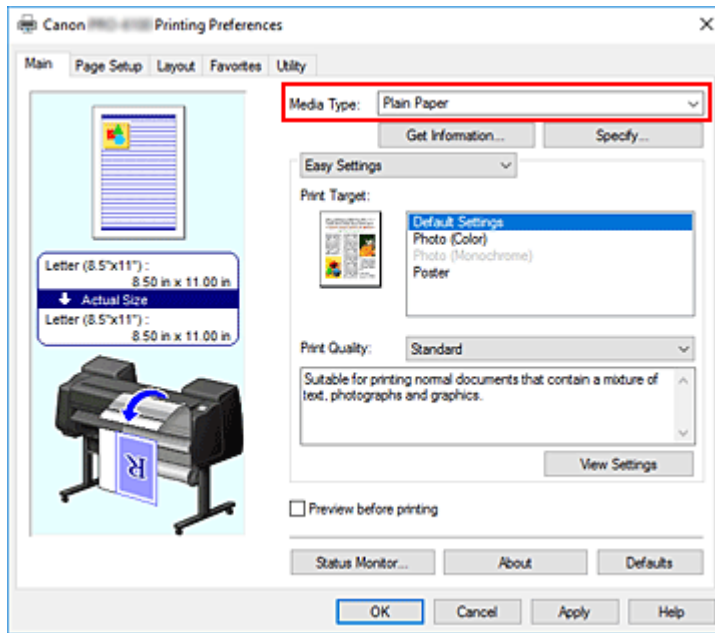 Canon Printing Preferences
Main Page Setup Layout Favorites Utility
Media Type: Plain Paper
Get Information... Specify...
Easy Settings
Print Target:
Default Settings
Photo (Color)
Photo (Monochrome)
Poster
Letter (8.5"x11") :
8.50 in x 11.00 in
Actual Size
Letter (8.5"x11") :
8.50 in x 11.00 in
Print Quality: Standard
Suitable for printing normal documents that contain a mixture of
text, photographs and graphics.
View Settings
Preview before printing
Status Monitor... About Defaults
OK Cancel Apply Help